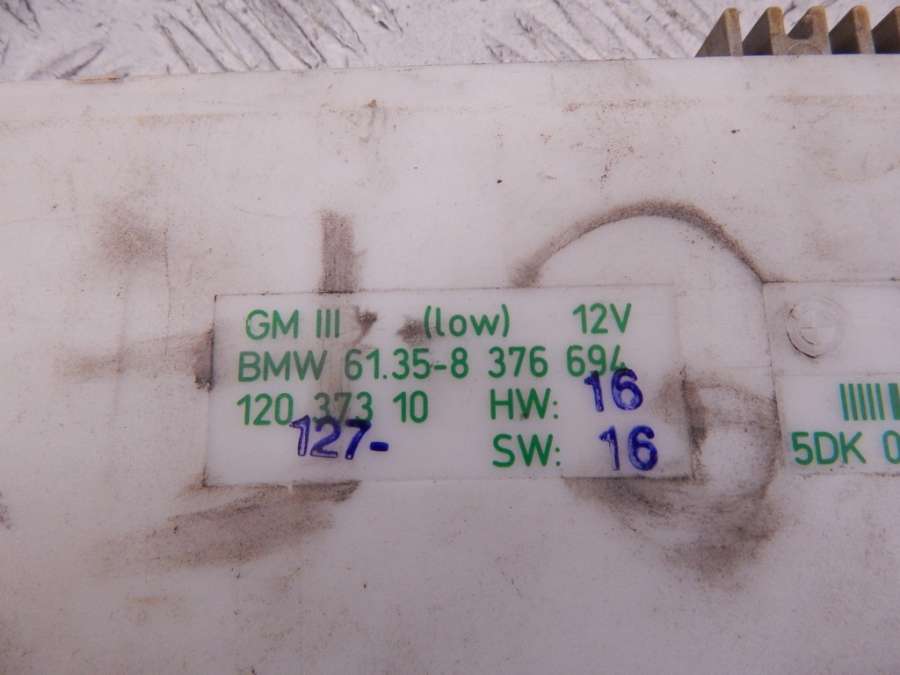 GM III (low) 12V
BMW 61.35-8 376 694
120 373 10 HW: 16
127- SW: 16
5DK 0